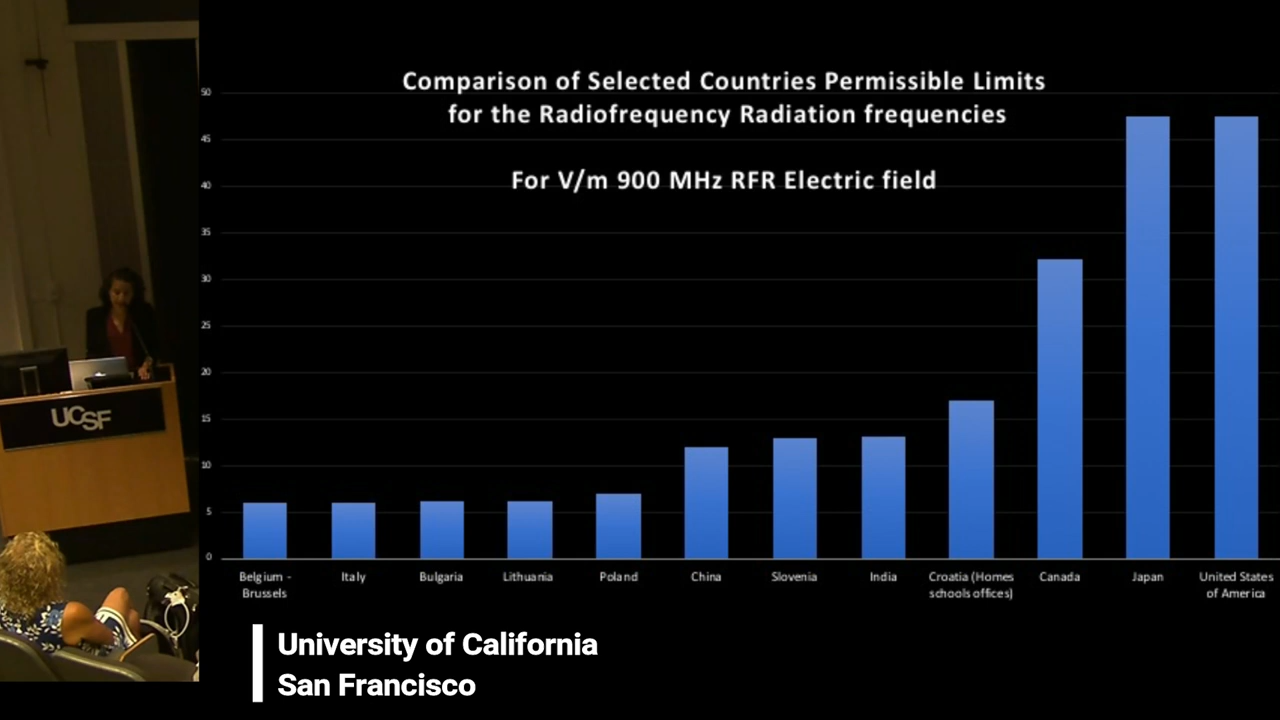 Comparison of Selected Countries Permissible Limits
for the Radiofrequency Radiation frequencies
For V/m 900 MHz RFR Electric field
50
45
40
35
30
25
20
15
10
5
0
Belgium - Brussels
Italy
Bulgaria
Lithuania
Poland
China
Slovenia
India
Croatia (Homes schools offices)
Canada
Japan
United States of America
UCSF
University of California
San Francisco